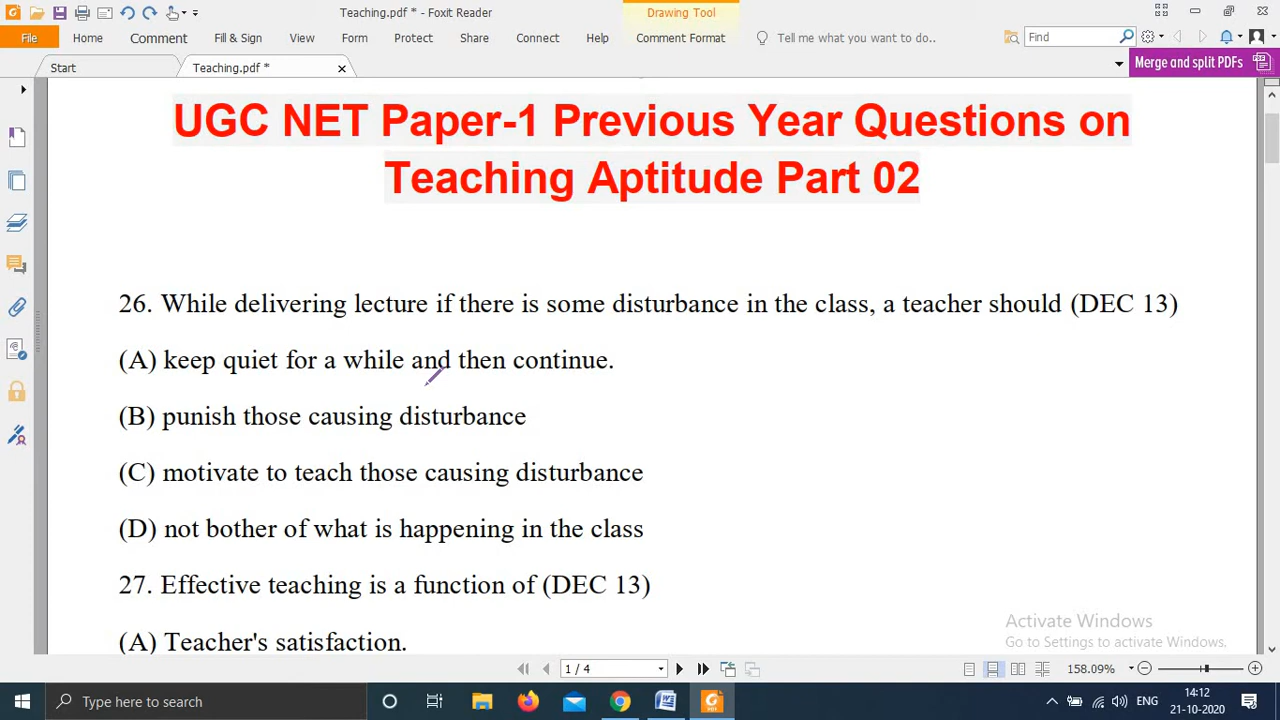 Teaching.pdf * - Foxit Reader
Drawing Tool
File Home Comment Fill & Sign View Form Protect Share Connect Help Comment Format Tell me what you want to do.. Find
Start Teaching.pdf *
Merge and split PDFs
UGC NET Paper-1 Previous Year Questions on
Teaching Aptitude Part 02
26. While delivering lecture if there is some disturbance in the class, a teacher should (DEC 13)
(A) keep quiet for a while and then continue.
(B) punish those causing disturbance
(C) motivate to teach those causing disturbance
(D) not bother of what is happening in the class
27. Effective teaching is a function of (DEC 13)
(A) Teacher's satisfaction.
Activate Windows
Go to Settings to activate Windows.
1 / 4
158.09%
Type here to search
ENG
14:12
21-10-2020